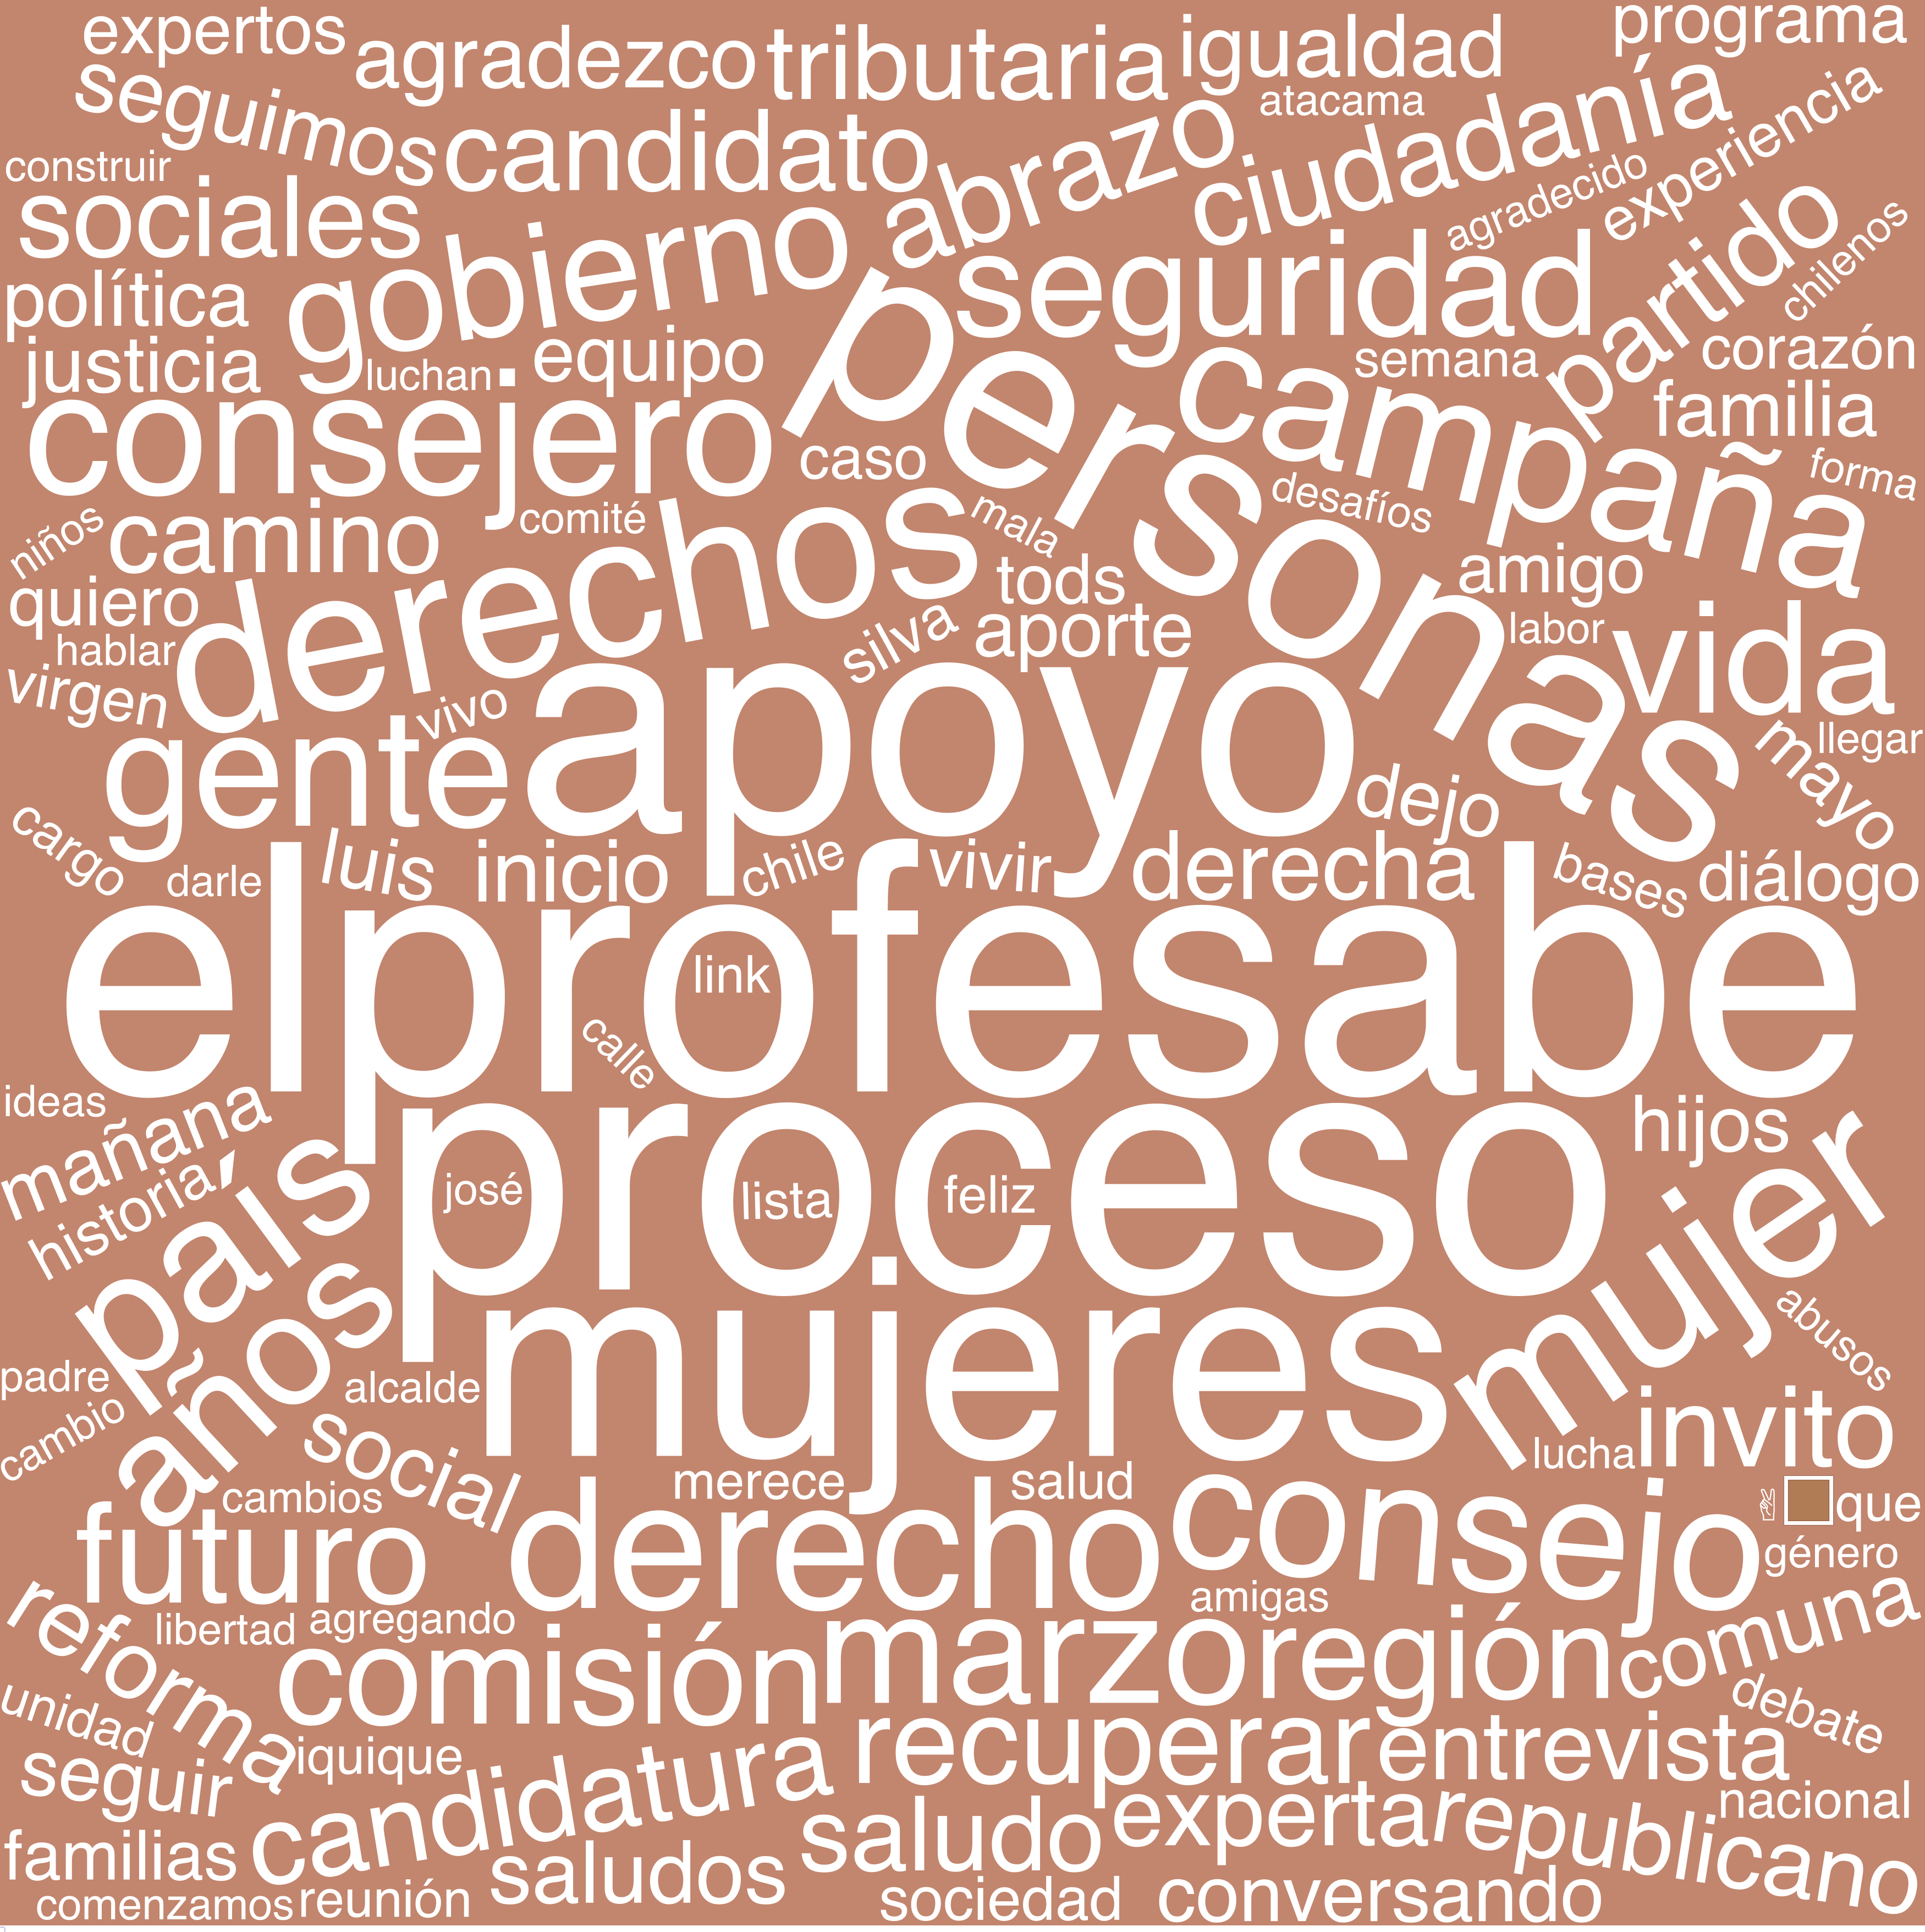 expertos
agradezco
tributaria
igualdad
programa
seguimos
atacama
candidato
abrazo
ciudadanía
experiencia
construir
sociales
agradecido
política
gobierno
seguridad
partido
chilenos
justicia
luchan
equipo
semana
corazón
personas
campaña
familia
consejero
caso
forma
niños
camino
comité
mala
desafíos
derechos
tods
amigo
quiero
silva
aporte
labor
vida
hablar
virgen
vivo
apoyo
gente
mayo
llegar
dejo
cargo
darle
luis
inicio
chile
vivir
derecha
bases
diálogo
elprofesabe
link
calle
ideas
mañana
hijos
historia
país
proceso
josé
lista
feliz
mujer
años
mujeres
abusos
padre
alcalde
cambio
social
invito
lucha
cambios
merece
salud
✌
que
futuro
derecho
consejo
género
amigas
reforma
libertad
agregando
comisión
marzo
región
comuna
unidad
debate
recuperar
entrevista
seguir
iquique
candidatura
nacional
experta
republicano
familias
saludos
saludo
comenzamos
reunión
sociedad
conversando